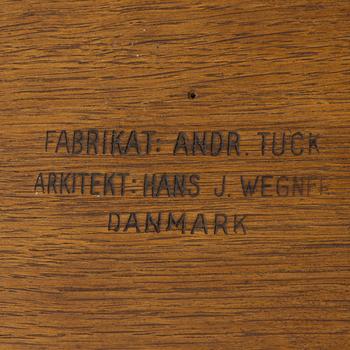 FABRIKAT: ANDR. TUCK
ARKITEKT: HANS J. WEGNER
DANMARK